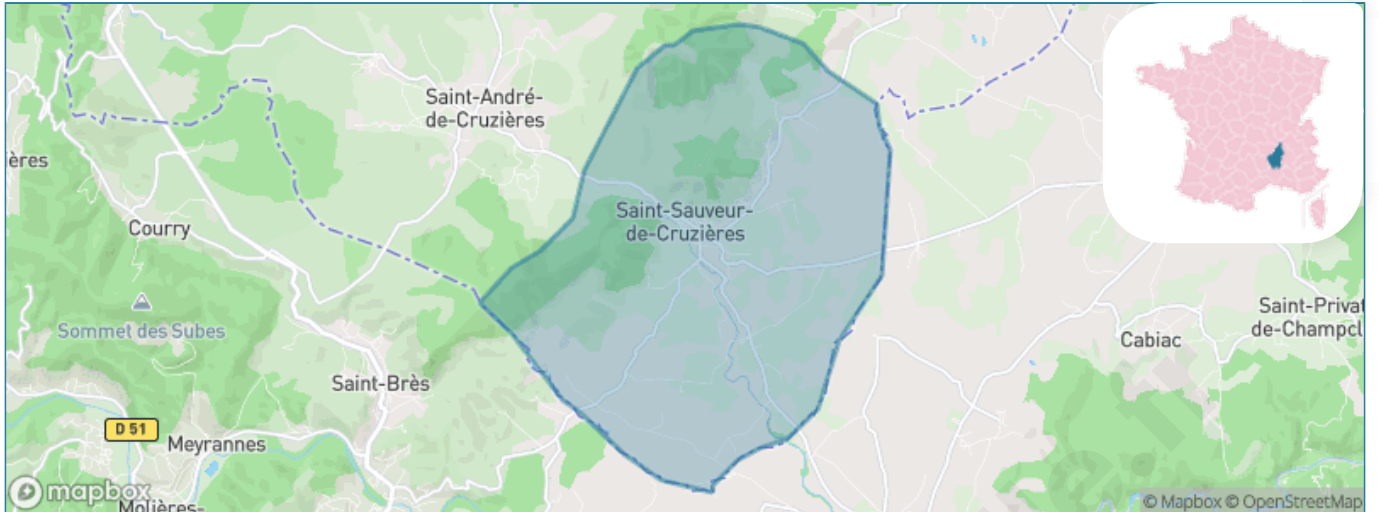 Saint-André-
de-Cruzières
ères
Saint-Sauveur-
de-Cruzières
Courry
Sommet des Subes
Saint-Privat
de-Champcl
Cabiac
Saint-Brès
D 51
Meyrannes
mapbox
Molières-
© Mapbox © OpenStreetMap